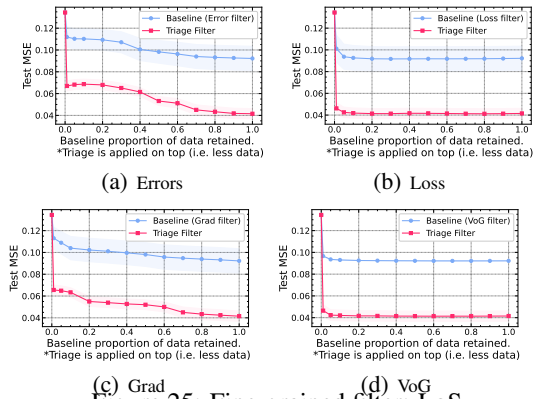 Test MSE
0.12
0.10
0.08
0.06
0.04
Baseline (Error filter)
Triage Filter
0.0 0.2 0.4 0.6 0.8 1.0
Baseline proportion of data retained.
*Triage is applied on top (i.e. less data)
(a) Errors
Test MSE
0.12
0.10
0.08
0.06
0.04
Baseline (Loss filter)
Triage Filter
0.0 0.2 0.4 0.6 0.8 1.0
Baseline proportion of data retained.
*Triage is applied on top (i.e. less data)
(b) Loss
Test MSE
0.12
0.10
0.08
0.06
0.04
Baseline (Grad filter)
Triage Filter
0.0 0.2 0.4 0.6 0.8 1.0
Baseline proportion of data retained.
*Triage is applied on top (i.e. less data)
(c) Grad
Test MSE
0.12
0.10
0.08
0.06
0.04
Baseline (VoG filter)
Triage Filter
0.0 0.2 0.4 0.6 0.8 1.0
Baseline proportion of data retained.
*Triage is applied on top (i.e. less data)
(d) VoG